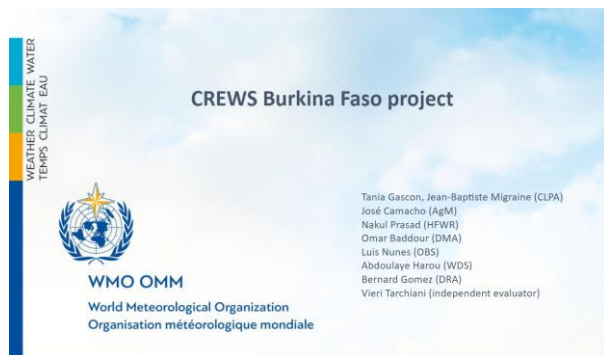 WEATHER CLIMATE WATER
TEMPS CLIMAT EAU
CREWS Burkina Faso project
Tania Gascon, Jean-Baptiste Migraine (CLPA)
José Camacho (AgM)
Nakul Prasad (HFWR)
Omar Baddour (DMA)
Luis Nunes (OBS)
Abdoulaye Harou (WDS)
Bernard Gomez (DRA)
Vieri Tarchiani (independent evaluator)
WMO OMM
World Meteorological Organization
Organisation météorologique mondiale